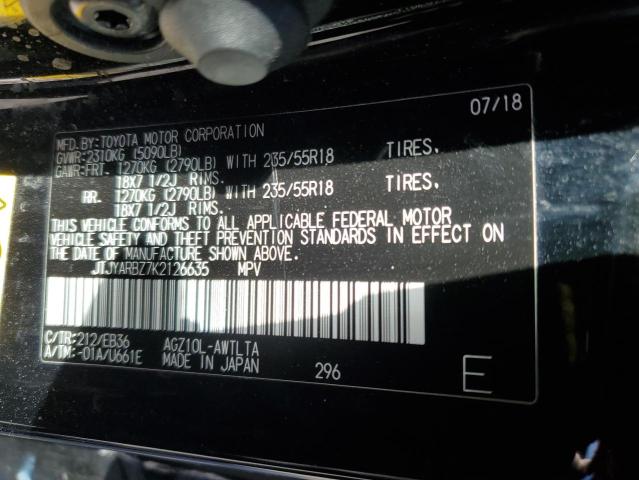 07/18
MFD.BY:TOYOTA MOTOR CORPORATION
GVWR:2310KG (5090LB)
GAWR:FRT. 1270KG (2790LB) WITH 235/55R18 TIRES,
18X7 1/2J RIMS.
RR. 1270KG (2790LB) WITH 235/55R18 TIRES,
18X7 1/2J RIMS.
THIS VEHICLE CONFORMS TO ALL APPLICABLE FEDERAL MOTOR
VEHICLE SAFETY AND THEFT PREVENTION STANDARDS IN EFFECT ON
THE DATE OF MANUFACTURE SHOWN ABOVE.
JTJYARBZ7K2126635 MPV
C/TR:212/EB36 AGZ10L-AWTLTA
A/TM:-01A/U661E MADE IN JAPAN
296
E